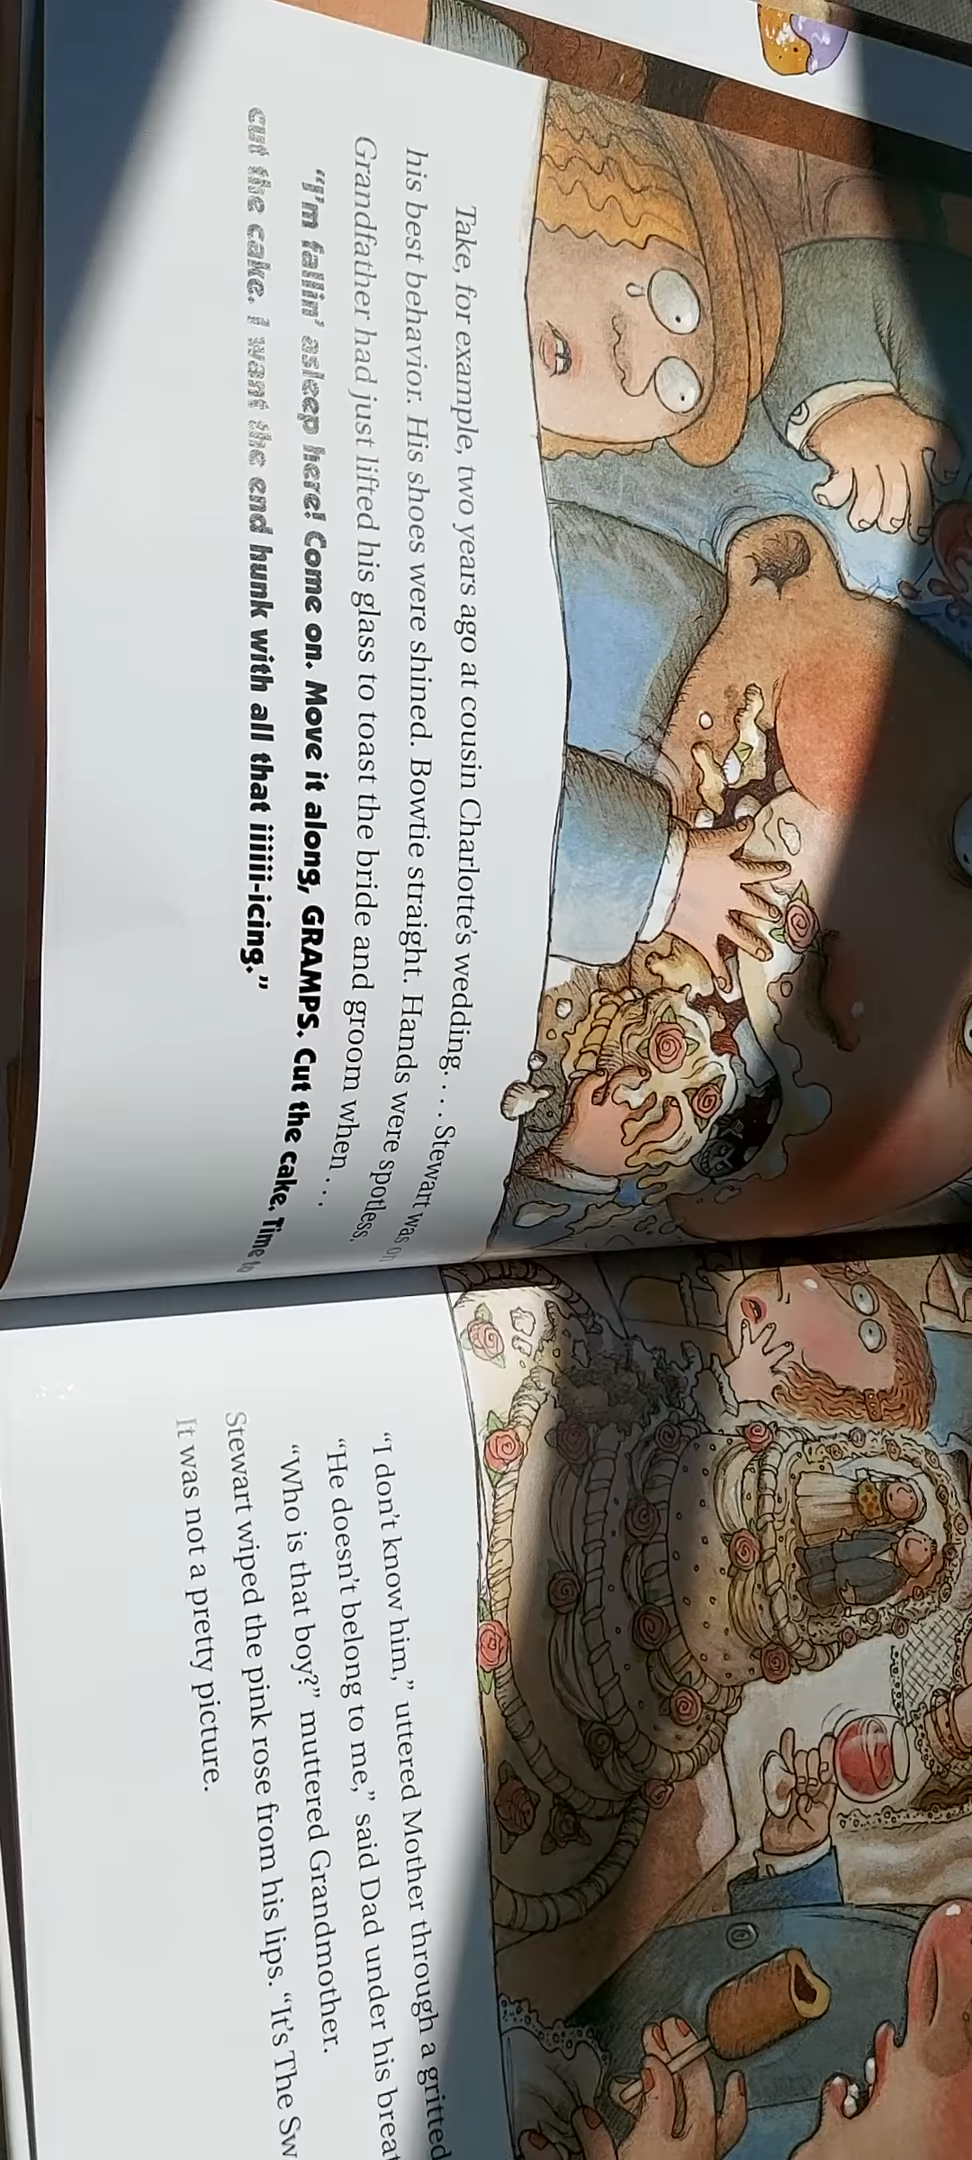 Take, for example, two years ago at cousin Charlotte's wedding. . . . Stewart was on
his best behavior. His shoes were shined. Bowtie straight. Hands were spotless.
Grandfather had just lifted his glass to toast the bride and groom when . . .
"I'm fallin' asleep here! Come on. Move it along, GRAMPS. Cut the cake. Time to
cut the cake. I want the end hunk with all that iiiiii-icing."
"I don't know him," uttered Mother through a gritted
"He doesn't belong to me," said Dad under his
"Who is that boy?" muttered Grandmother.
Stewart wiped the pink rose from his lips. "It's The
It was not a pretty picture.